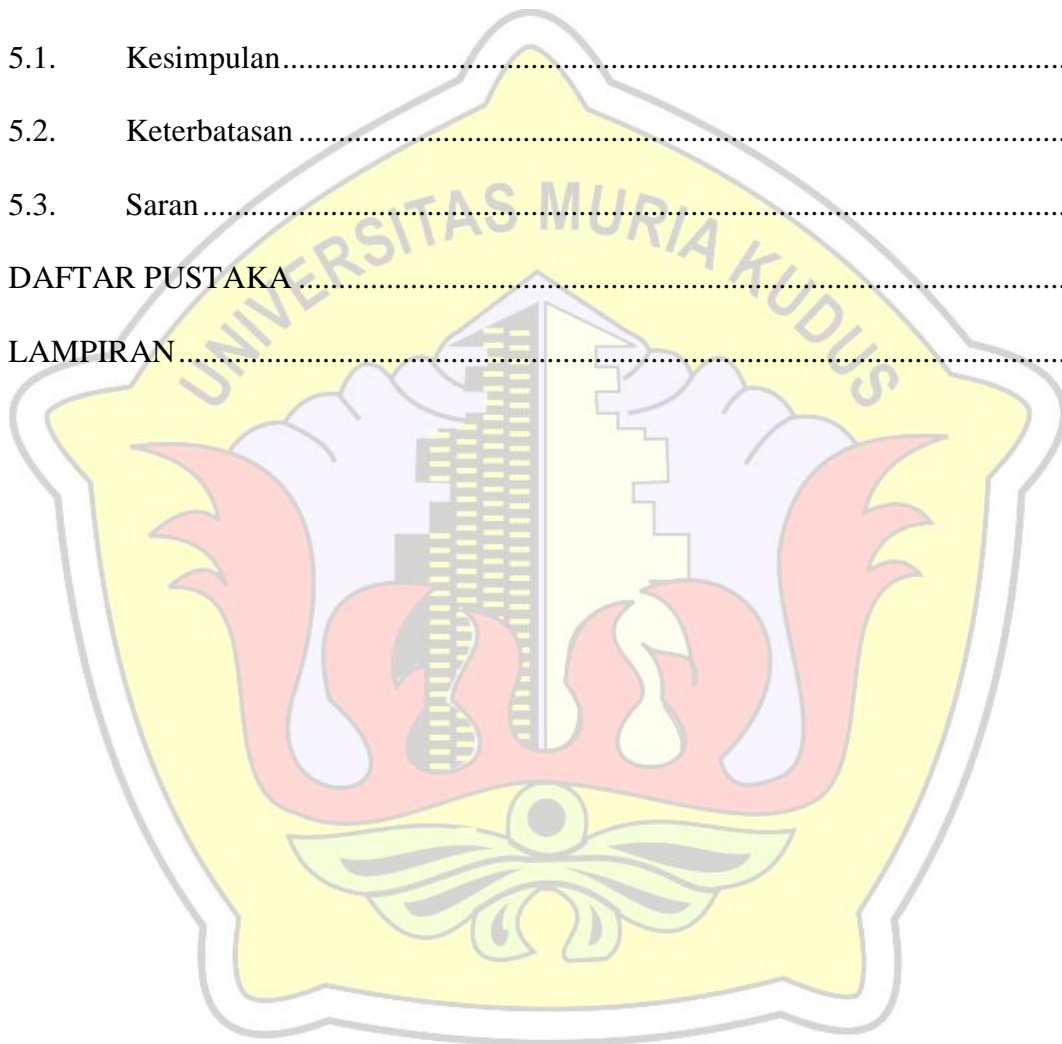 5.1. Kesimpulan........................................................................................
5.2. Keterbatasan......................................................................................
5.3. Saran.................................................................................................
DAFTAR PUSTAKA.....................................................................................
LAMPIRAN..................................................................................................
UNIVERSITAS MURIA KUDUS